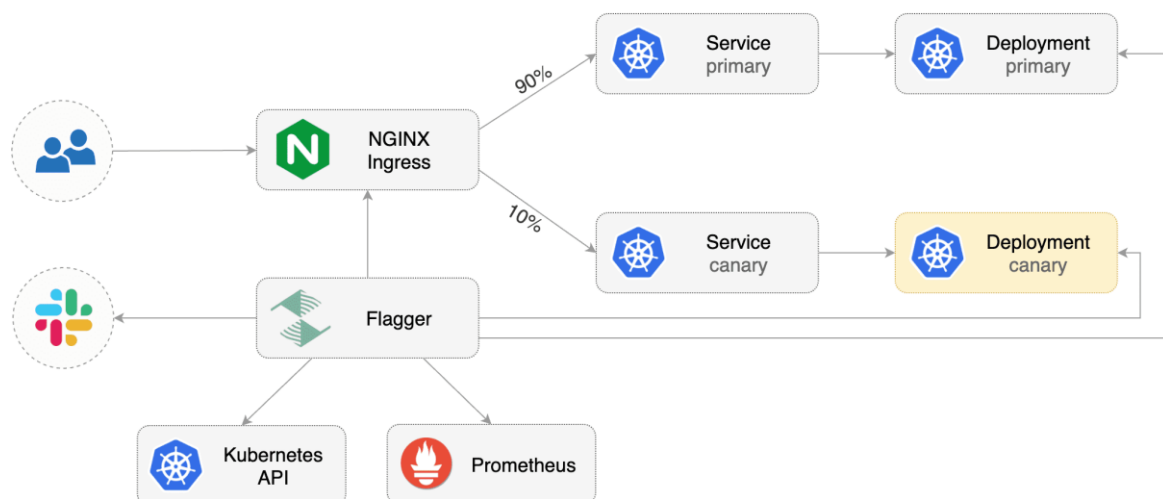 Service
primary
Deployment
primary
90%
NGINX
Ingress
10%
Service
canary
Deployment
canary
Flagger
Kubernetes
API
Prometheus